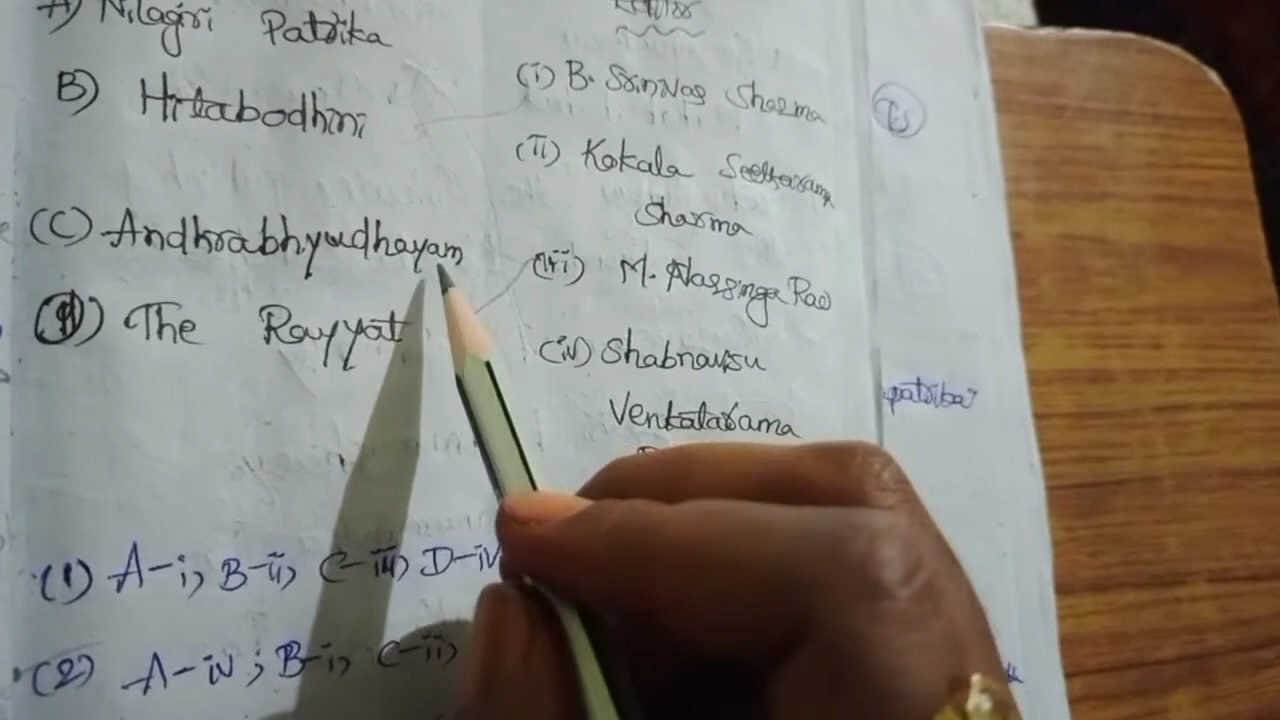 A) Nilagiri Patrika
Editor
B) Hitabodhini
(i) B. Srinivas Sharma
(ii) Kokala Seetharama
Sharma
(C) Andhrabhyudhayam
(iii) M. Narsinga Rao
(D) The Rayyat
(iv) Shabnavisu
Venkatarama
patrika"
(1) A-i, B-ii, C-iii, D-iv
(2) A-iv; B-i, C-ii,